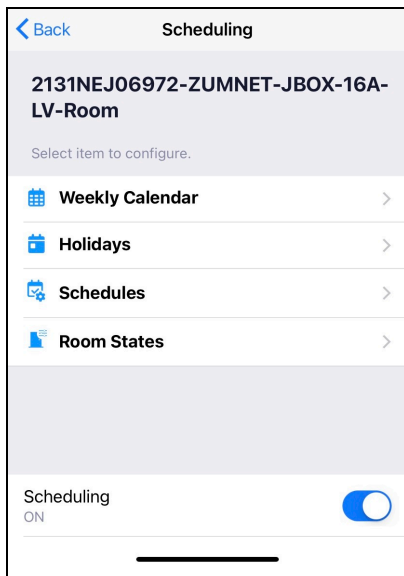 Back
Scheduling
2131NEJ06972-ZUMNET-JBOX-16A-
LV-Room
Select item to configure.
Weekly Calendar
Holidays
Schedules
Room States
Scheduling
ON